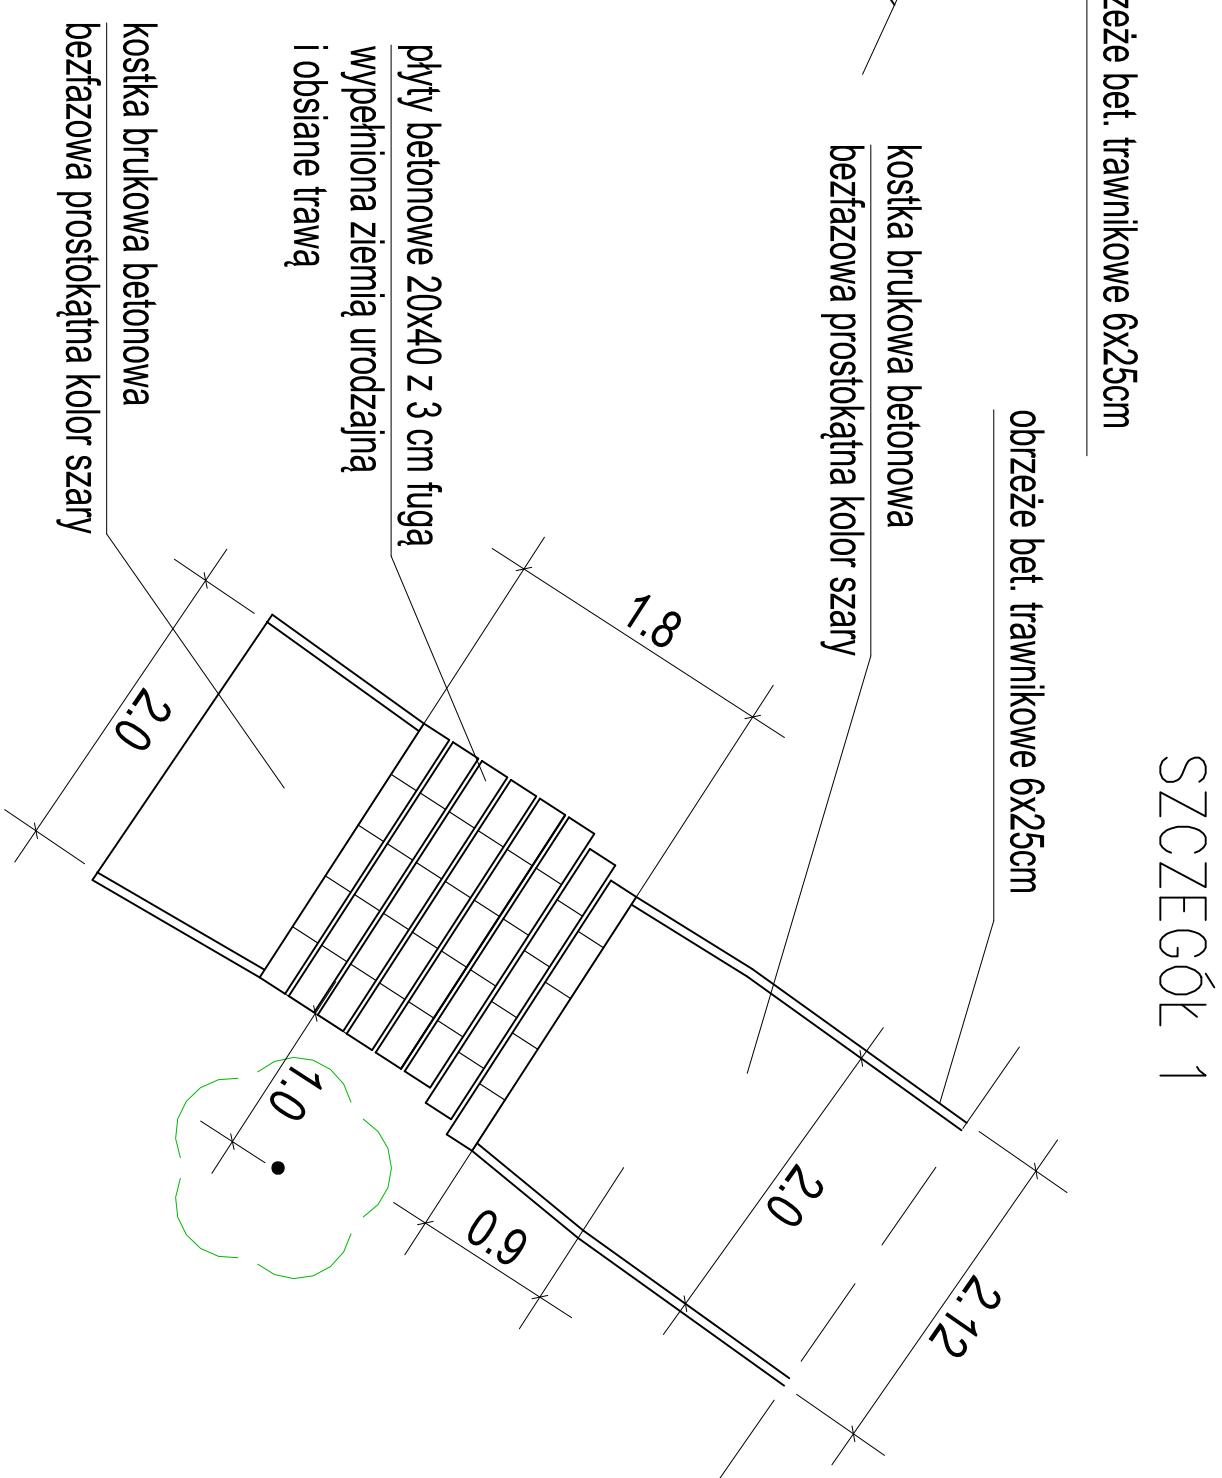 SZCZEGÓŁ 1
zeże bet. trawnikowe 6x25cm
obrzeże bet. trawnikowe 6x25cm
kostka brukowa betonowa
bezfazowa prostokątna kolor szary
płyty betonowe 20x40 z 3 cm fugą
wypełniona ziemią urodzajną
i obsiane trawą
kostka brukowa betonowa
bezfazowa prostokątna kolor szary
1.8
2.0
1.0
0.9
2.0
2.12